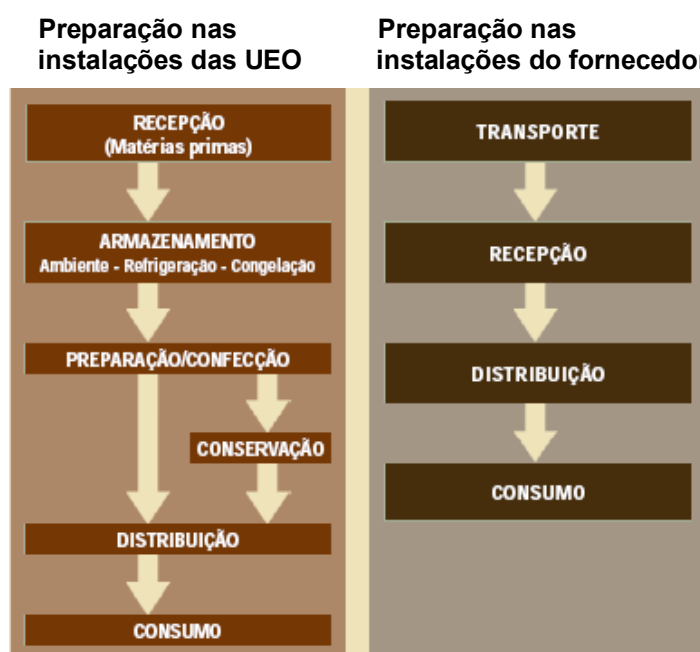 Preparação nas
instalações das UEO
RECEPÇÃO
(Matérias primas)
ARMAZENAMENTO
Ambiente - Refrigeração - Congelação
PREPARAÇÃO/CONFECÇÃO
CONSERVAÇÃO
DISTRIBUIÇÃO
CONSUMO
Preparação nas
instalações do fornecedor
TRANSPORTE
RECEPÇÃO
DISTRIBUIÇÃO
CONSUMO